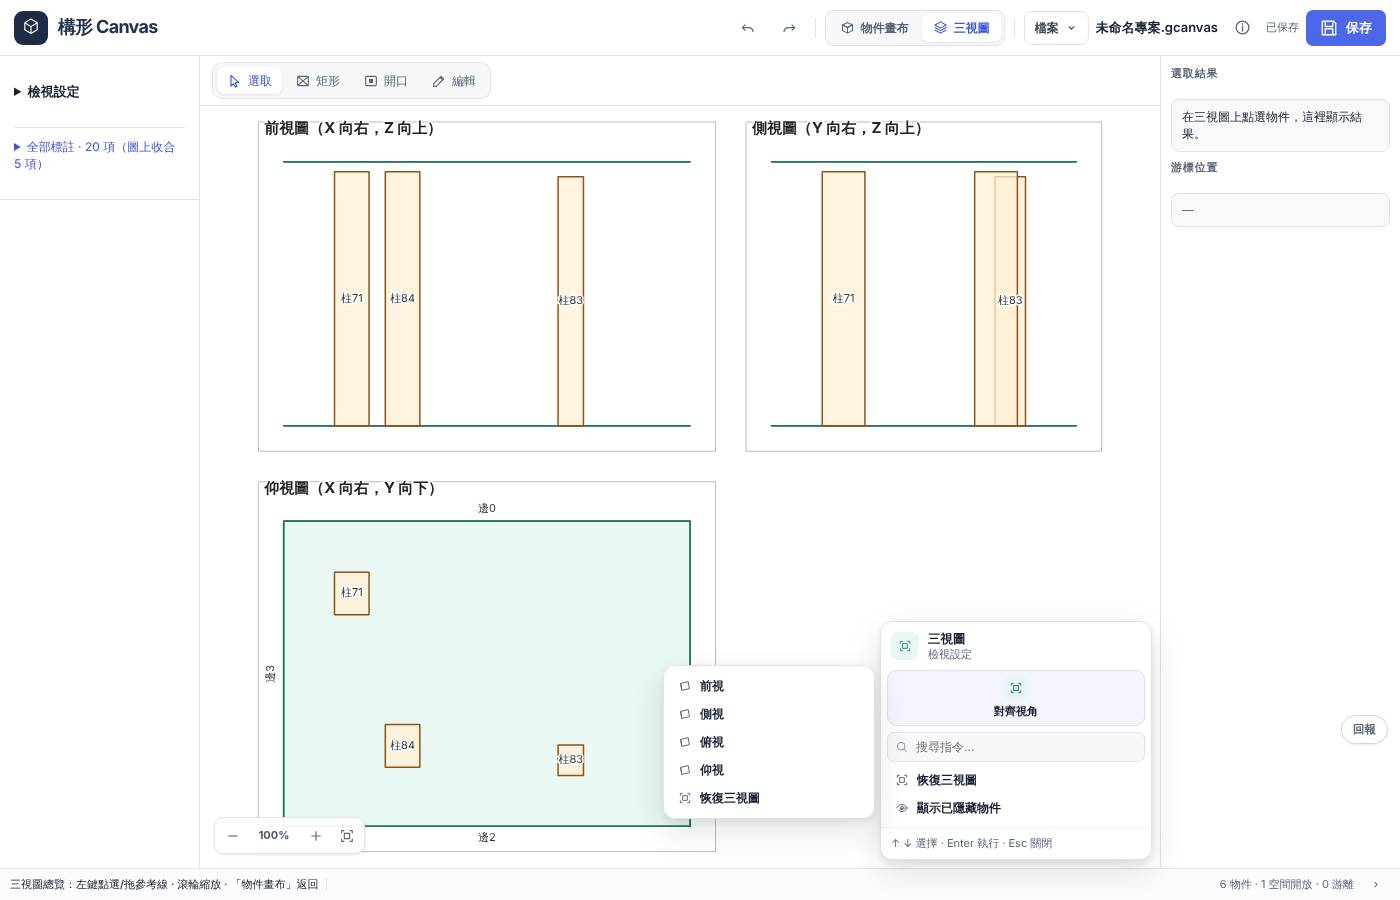 構形 Canvas
物件畫布
三視圖
檔案
未命名專案.gcanvas
已保存
保存
檢視設定
全部標註 · 20 項（圖上收合
5 項）
選取
矩形
開口
編輯
前視圖（X 向右，Z 向上）
柱71
柱84
柱83
側視圖（Y 向右，Z 向上）
柱71
柱83
仰視圖（X 向右，Y 向下）
邊0
柱71
邊3
柱84
柱83
邊2
100%
前視
側視
俯視
仰視
恢復三視圖
三視圖
檢視設定
對齊視角
搜尋指令...
恢復三視圖
顯示已隱藏物件
↑ ↓ 選擇 · Enter 執行 · Esc 關閉
選取結果
在三視圖上點選物件，這裡顯示結
果。
游標位置
—
回報
三視圖總覽：左鍵點選/拖參考線 · 滾輪縮放 · 「物件畫布」返回
6 物件 · 1 空間開放 · 0 游離